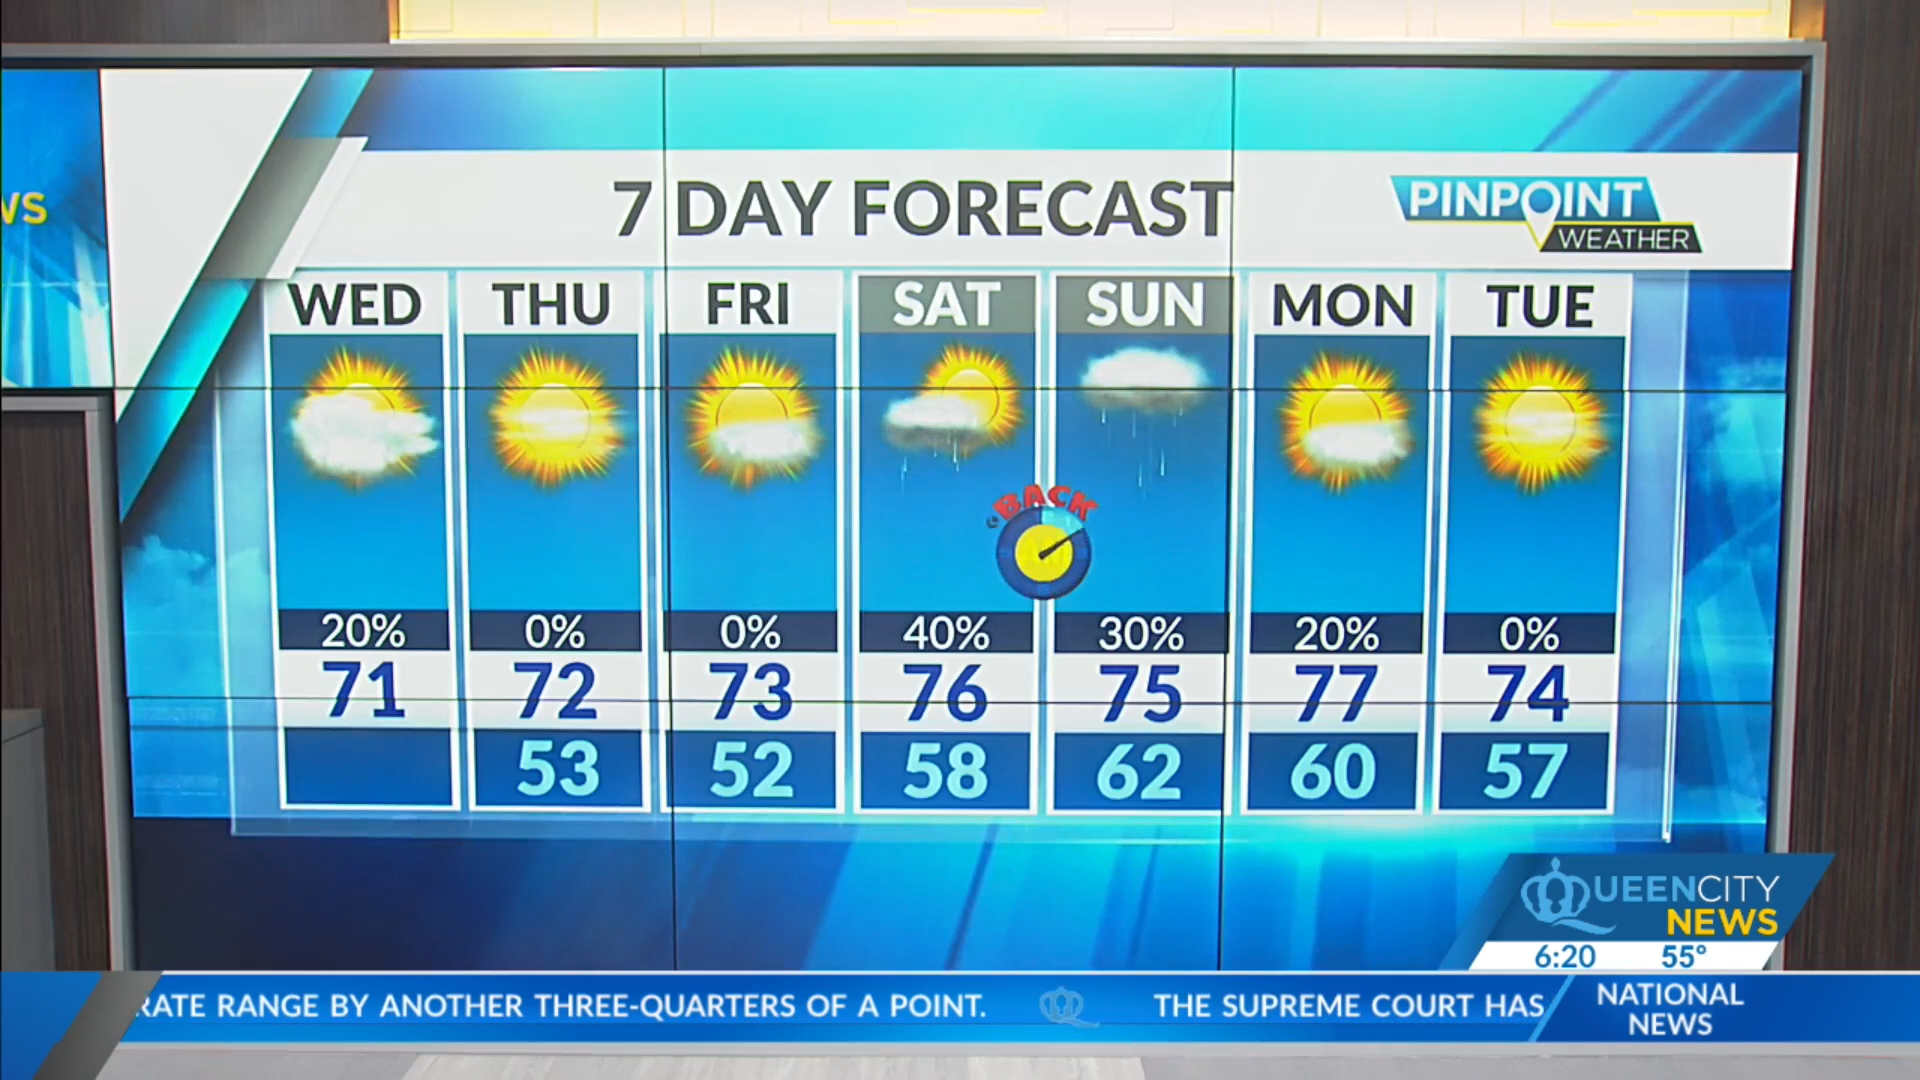 WS
7 DAY FORECAST
PINPOINT
WEATHER
WED THU FRI SAT SUN MON TUE
BACK
20% 0% 0% 40% 30% 20% 0%
71 72 73 76 75 77 74
53 52 58 62 60 57
QUEENCITY
NEWS
6:20 55°
RATE RANGE BY ANOTHER THREE-QUARTERS OF A POINT. THE SUPREME COURT HAS
NATIONAL
NEWS